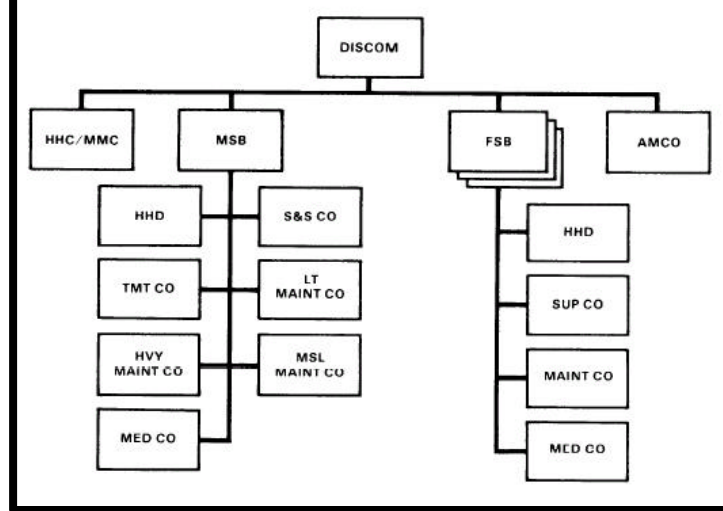 DISCOM
HHC/MMC
MSB
FSB
AMCO
HHD
S&S CO
HHD
TMT CO
LT
MAINT CO
SUP CO
HVY
MAINT CO
MSL
MAINT CO
MAINT CO
MED CO
MED CO